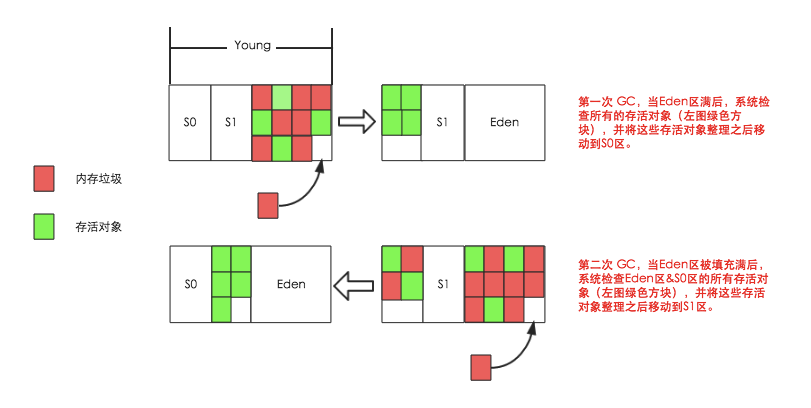 Young
S0
S1
S1
Eden
第一次 GC，当Eden区满后，系统检
查所有的存活对象（左图绿色方
块），并将这些存活对象整理之后移
动到S0区。
内存垃圾
存活对象
S0
Eden
S1
第二次 GC，当Eden区被填充满后，
系统检查Eden区&S0区的所有存活对
象（左图绿色方块），并将这些存活
对象整理之后移动到S1区。